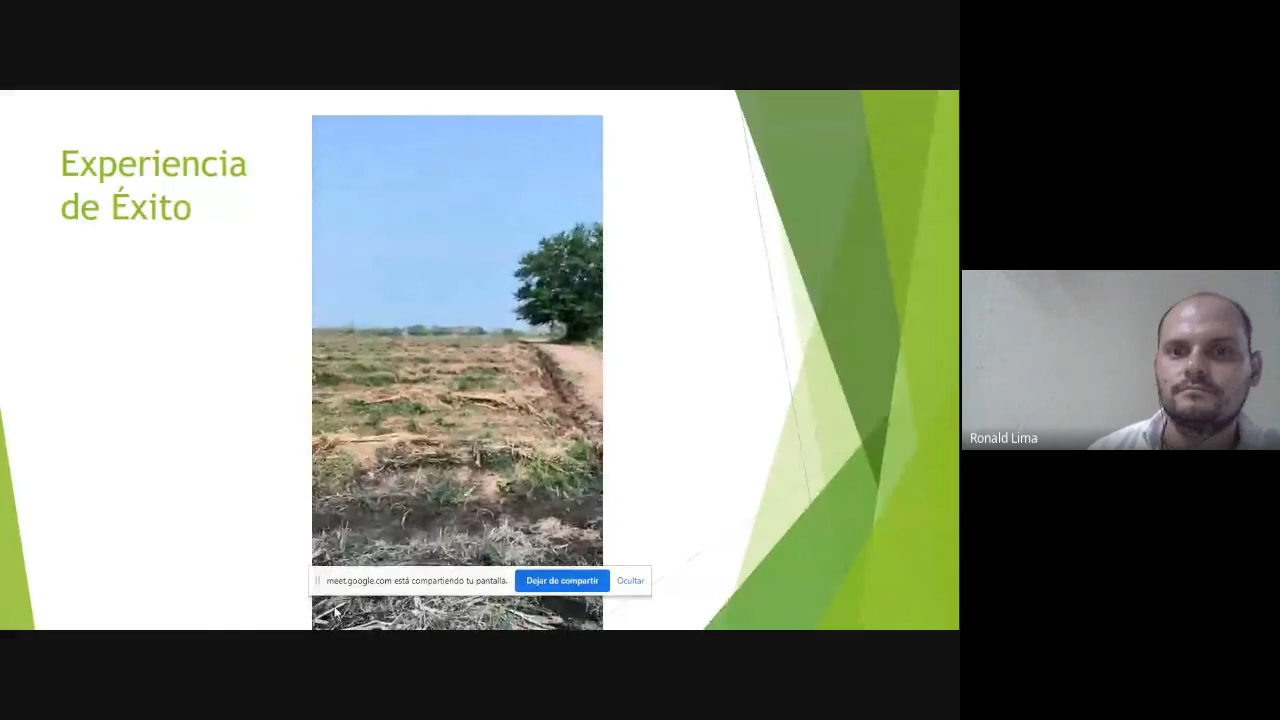 Experiencia
de Éxito
meet.google.com está compartiendo tu pantalla.
Dejar de compartir
Ocultar
Ronald Lima